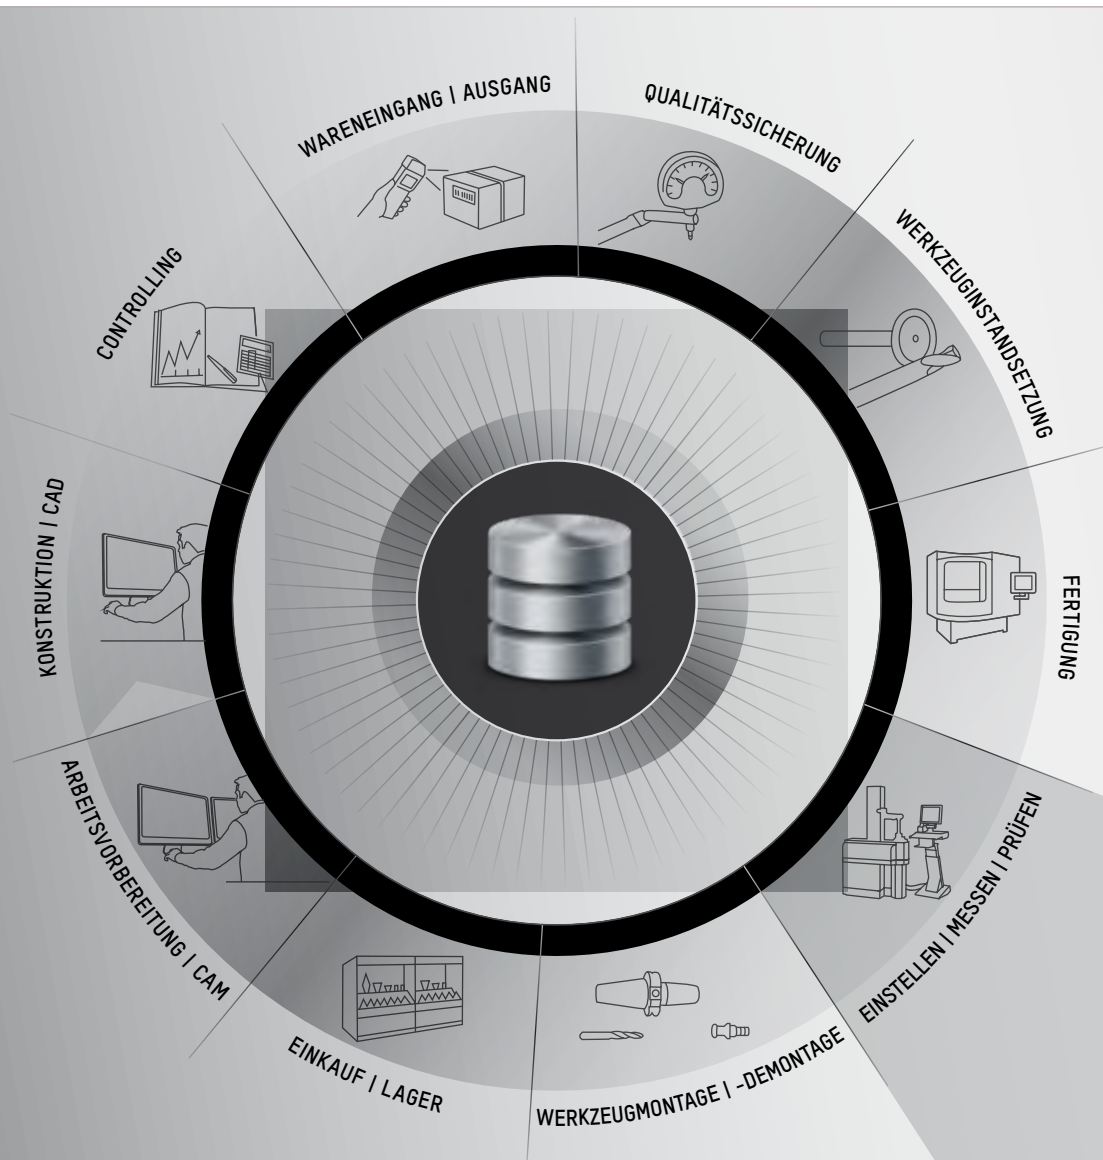 WARENEINGANG | AUSGANG
QUALITÄTSSICHERUNG
WERKZEUGINSTANDSETZUNG
FERTIGUNG
EINSTELLEN | MESSEN | PRÜFEN
WERKZEUGMONTAGE | -DEMONTAGE
EINKAUF | LAGER
ARBEITSVORBEREITUNG | CAM
KONSTRUKTION | CAD
CONTROLLING